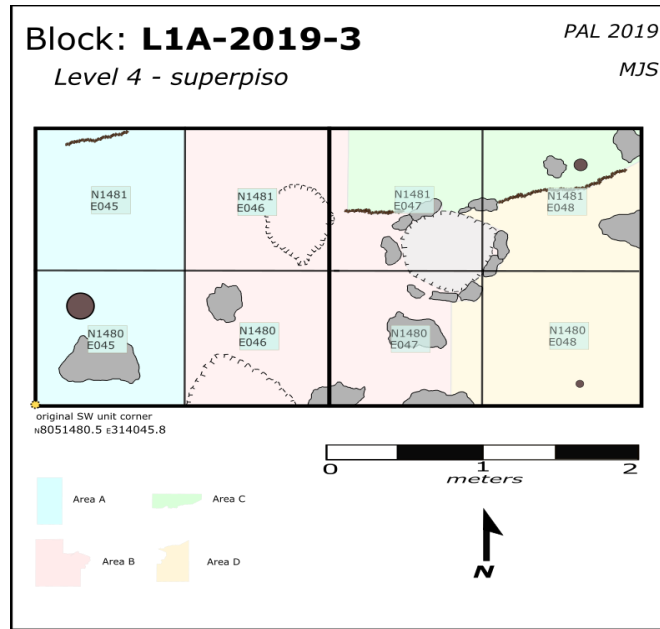 Block: L1A-2019-3
PAL 2019
Level 4 - superpiso
MJS
N1481
E045
N1481
E046
N1481
E047
N1481
E048
N1480
E045
N1480
E046
N1480
E047
N1480
E048
original SW unit corner
N8051480.5 E314045.8
0 1 2
meters
Area A
Area C
Area B
Area D
N